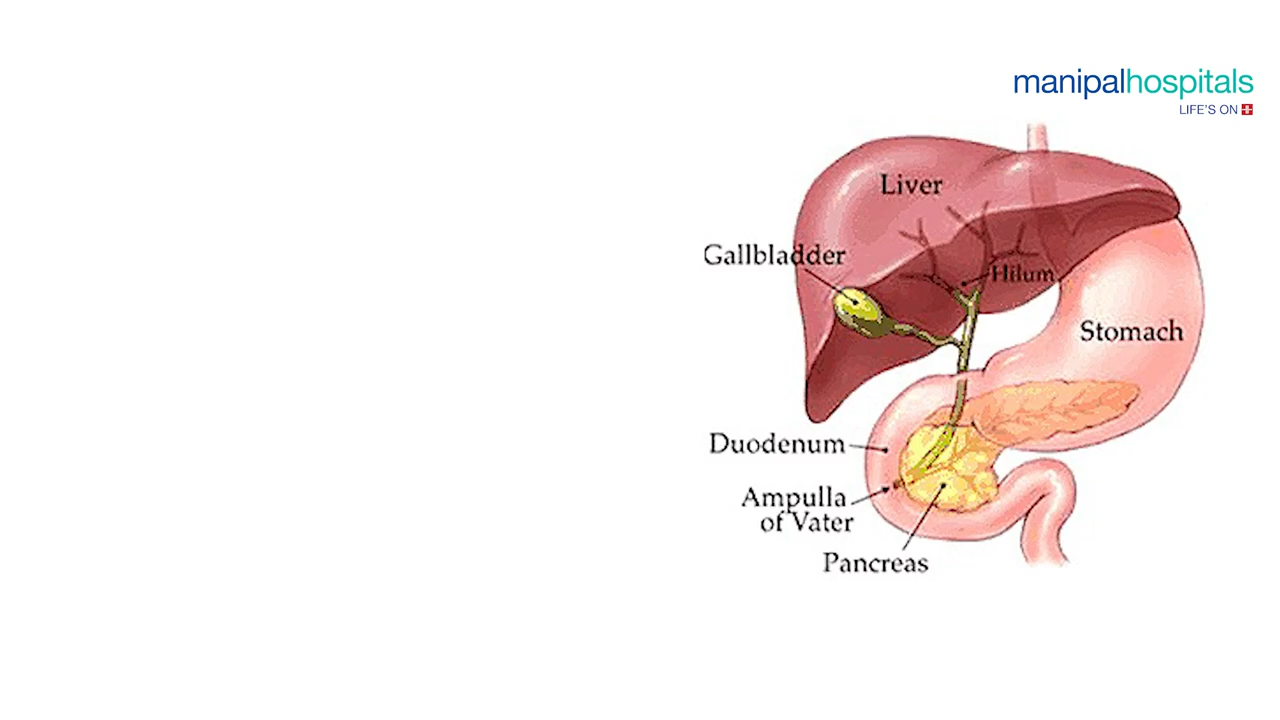 manipalhospitals
LIFE'S ON
Liver
Gallbladder
Hilum
Stomach
Duodenum
Ampulla
of Vater
Pancreas